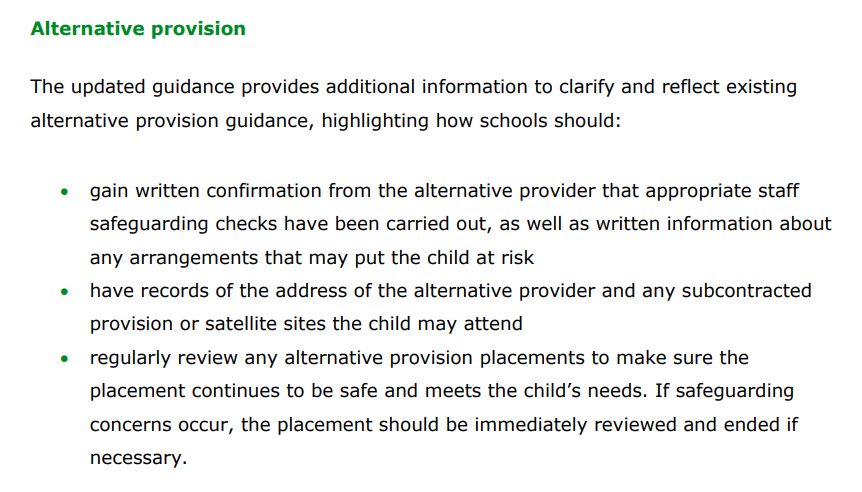 Alternative provision
The updated guidance provides additional information to clarify and reflect existing
alternative provision guidance, highlighting how schools should:
• gain written confirmation from the alternative provider that appropriate staff
safeguarding checks have been carried out, as well as written information about
any arrangements that may put the child at risk
• have records of the address of the alternative provider and any subcontracted
provision or satellite sites the child may attend
• regularly review any alternative provision placements to make sure the
placement continues to be safe and meets the child’s needs. If safeguarding
concerns occur, the placement should be immediately reviewed and ended if
necessary.